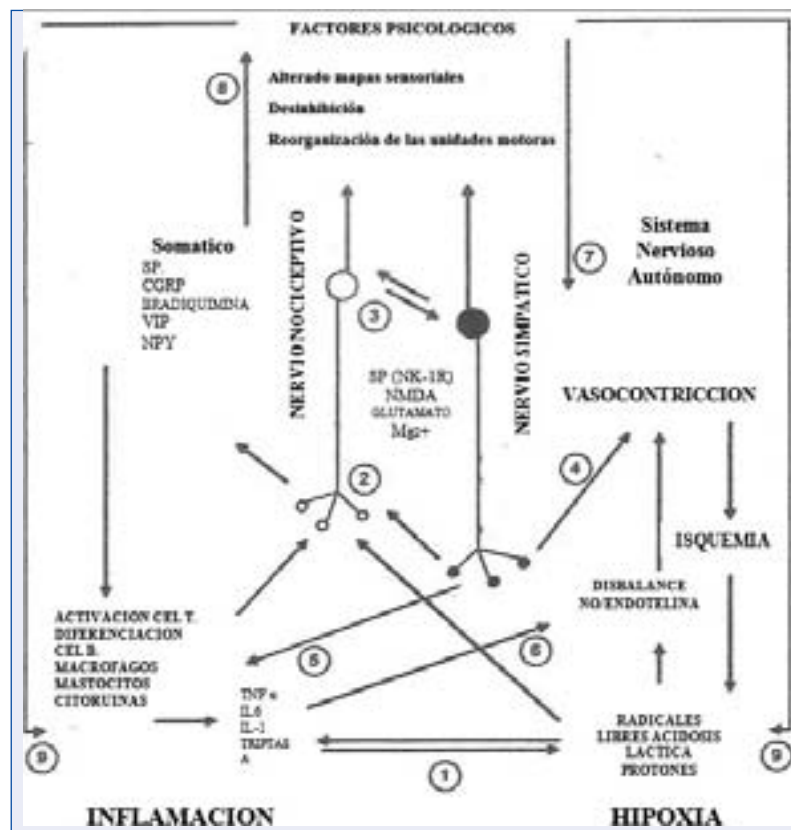 FACTORES PSICOLOGICOS
8
Alterado mapas sensoriales
Desinhibición
Reorganización de las unidades motoras
NERVIO NOCICEPTIVO
NERVIO SIMPATICO
Somatico
SP.
CGRP
BRADIQUIMINA
VIP
NPY
Sistema
Nervioso
Autónomo
7
3
SP (NK-1R)
NMDA
GLUTAMATO
Mg2+
VASOCONTRICCION
2
4
ISQUEMIA
DISBALANCE
NO/ENDOTELINA
ACTIVACION CEL T.
DIFERENCIACION
CEL B.
MACROFAGOS
MASTOCITOS
CITORUINAS
5
6
TNF α
IL6
IL-1
TRIPTAS
A
RADICALES
LIBRES ACIDOSIS
LACTICA
PROTONES
9
1
9
INFLAMACION
HIPOXIA